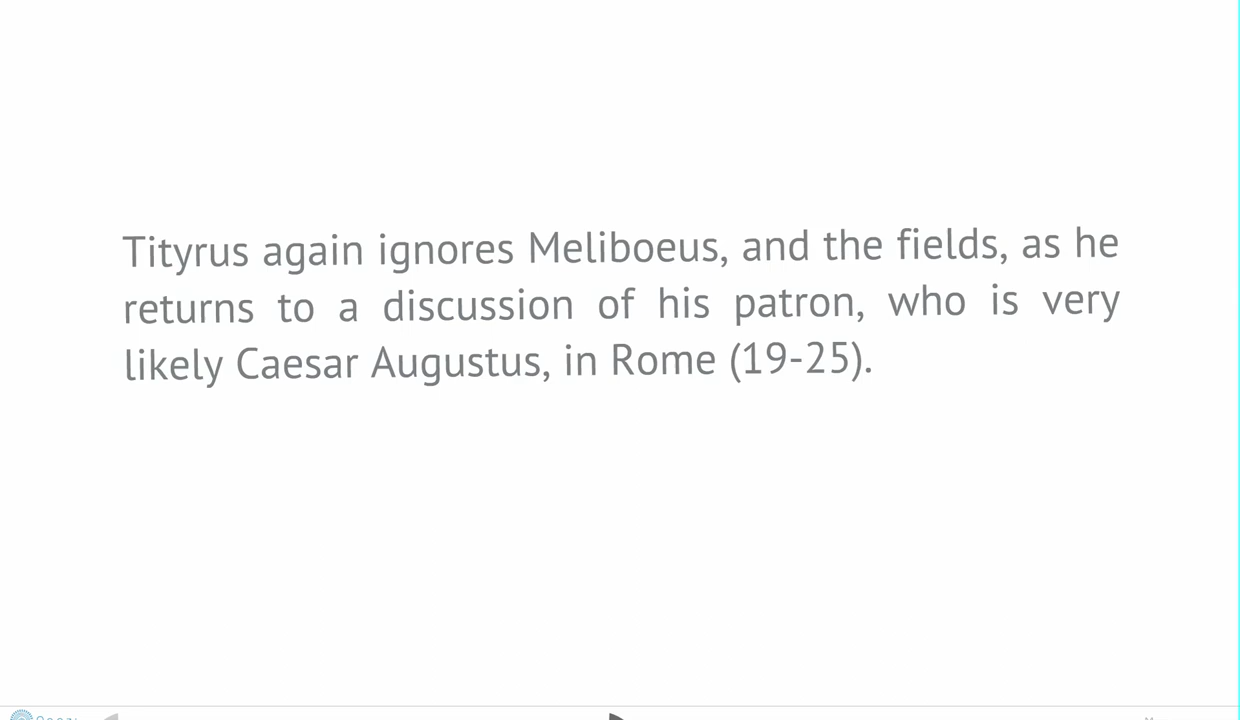 Tityrus again ignores Meliboeus, and the fields, as he
returns to a discussion of his patron, who is very
likely Caesar Augustus, in Rome (19-25).